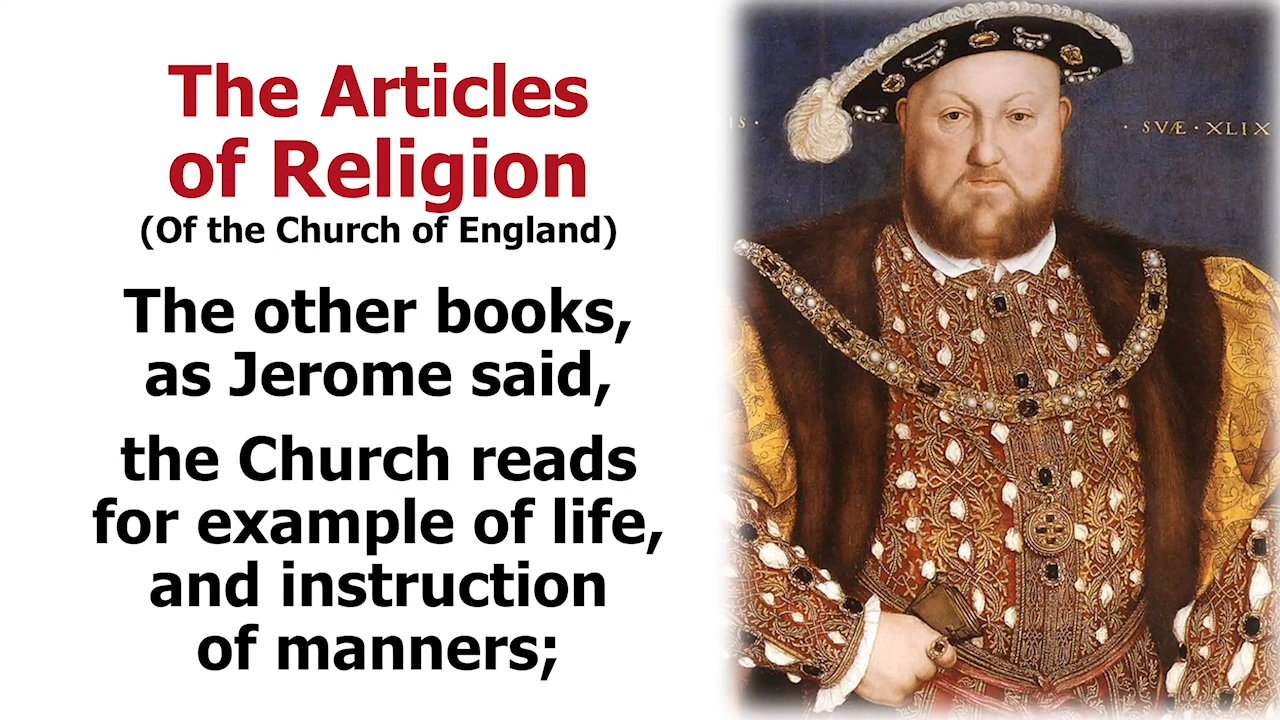 The Articles
of Religion
(Of the Church of England)
The other books,
as Jerome said,
the Church reads
for example of life,
and instruction
of manners;
IS ·
· SVÆ · XLIX